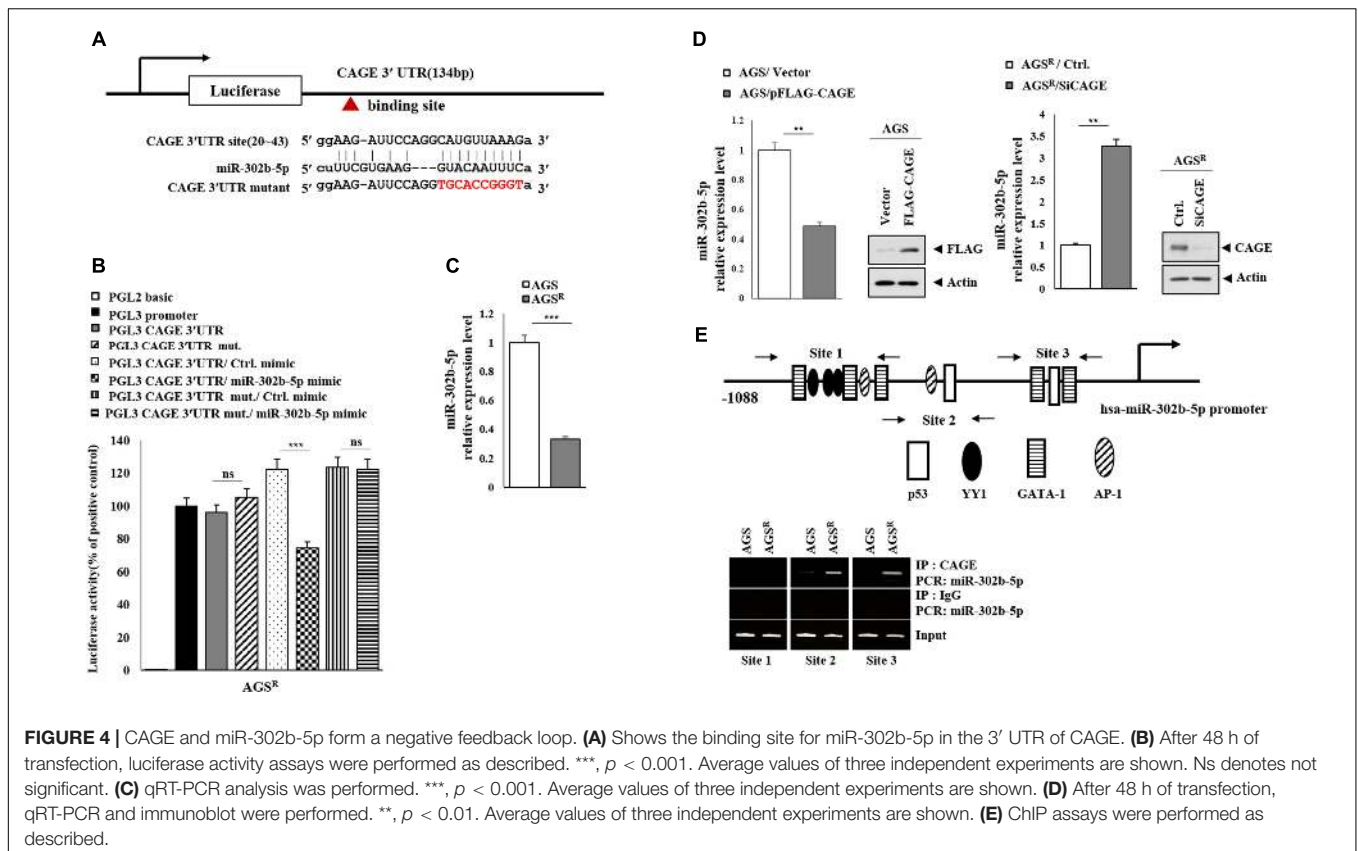 A
CAGE 3′ UTR(134bp)
Luciferase
binding site
CAGE 3′UTR site(20~43) 5′ ggAAG-AUUCCAGGCAUGUUAAAGa 3′
miR-302b-5p cuUUCGUGAAG---GUACAAUUUCa
CAGE 3′UTR mutant 5′ ggAAG-AUUCCAGGTGCACCGGGTa 3′
B
PGL2 basic
PGL3 promoter
PGL3 CAGE 3′UTR
PGL3 CAGE 3′UTR mut.
PGL3 CAGE 3′UTR/ Ctrl. mimic
PGL3 CAGE 3′UTR/ miR-302b-5p mimic
PGL3 CAGE 3′UTR mut./ Ctrl. mimic
PGL3 CAGE 3′UTR mut./ miR-302b-5p mimic
Luciferase activity(% of positive control)
140
120
100
80
60
40
20
0
ns
***
ns
AGSR
C
AGS
AGSR
miR-302b-5p
relative expression level
1.2
1
0.8
0.6
0.4
0.2
0
***
D
AGS/ Vector
AGS/pFLAG-CAGE
miR-302b-5p
relative expression level
1.2
1
0.8
0.6
0.4
0.2
0
**
AGS
Vector
FLAG-CAGE
FLAG
Actin
AGSR / Ctrl.
AGSR/SiCAGE
miR-302b-5p
relative expression level
4
3.5
3
2.5
2
1.5
1
0.5
0
**
AGSR
Ctrl.
SiCAGE
CAGE
Actin
E
Site 1
Site 3
-1088
hsa-miR-302b-5p promoter
Site 2
p53 YY1 GATA-1 AP-1
AGS AGSR AGS AGSR AGS AGSR
IP : CAGE
PCR: miR-302b-5p
IP : IgG
PCR: miR-302b-5p
Input
Site 1 Site 2 Site 3
FIGURE 4 | CAGE and miR-302b-5p form a negative feedback loop. (A) Shows the binding site for miR-302b-5p in the 3′ UTR of CAGE. (B) After 48 h of
transfection, luciferase activity assays were performed as described. ***, p < 0.001. Average values of three independent experiments are shown. Ns denotes not
significant. (C) qRT-PCR analysis was performed. ***, p < 0.001. Average values of three independent experiments are shown. (D) After 48 h of transfection,
qRT-PCR and immunoblot were performed. **, p < 0.01. Average values of three independent experiments are shown. (E) ChIP assays were performed as
described.